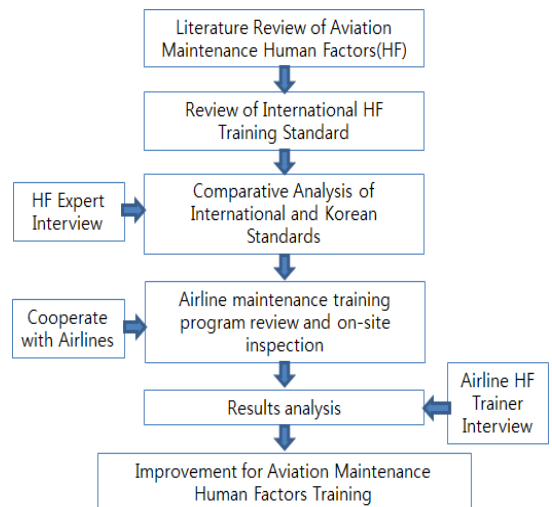 Literature Review of Aviation
Maintenance Human Factors(HF)
Review of International HF
Training Standard
HF Expert
Interview
Comparative Analysis of
International and Korean
Standards
Cooperate
with Airlines
Airline maintenance training
program review and on-site
inspection
Results analysis
Airline HF
Trainer
Interview
Improvement for Aviation Maintenance
Human Factors Training